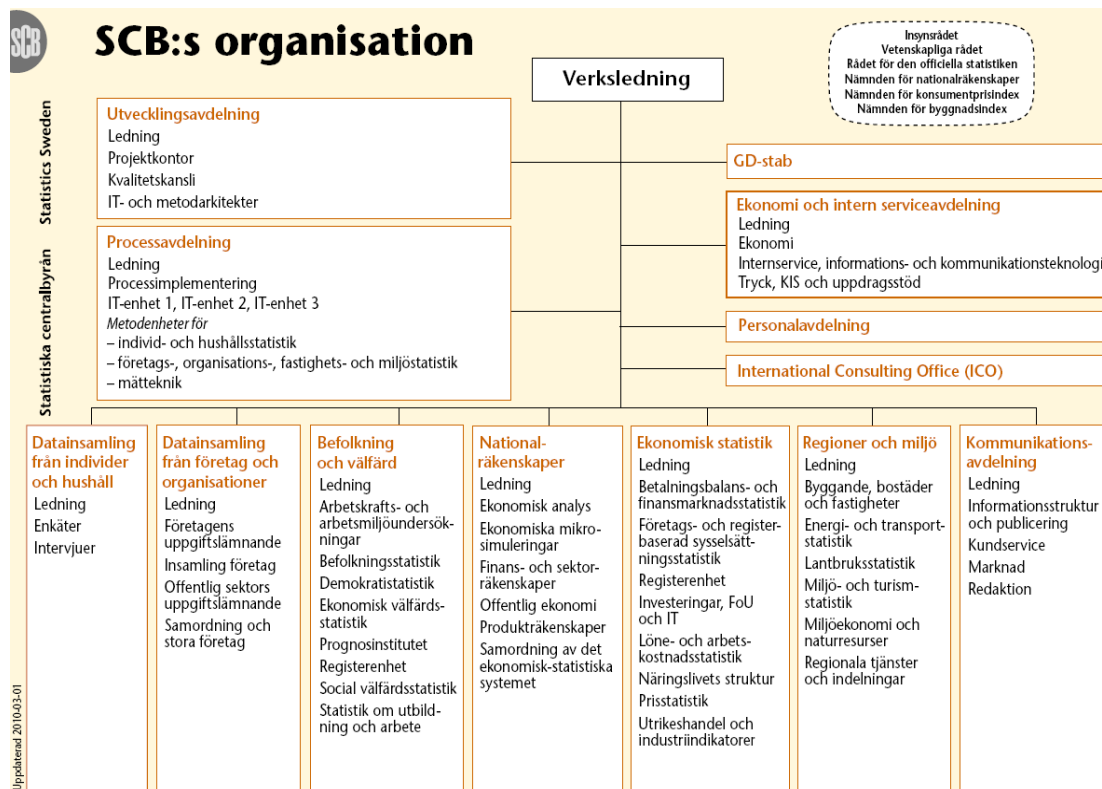 SCB
SCB:s organisation
Verksledning
Insynsrådet
Vetenskapliga rådet
Rådet för den officiella statistiken
Nämnden för nationalräkenskaper
Nämnden för konsumentprisindex
Nämnden för byggnadsindex
Statistiska centralbyrån
Statistics Sweden
Utvecklingsavdelning
Ledning
Projektkontor
Kvalitetskansli
IT- och metodarkitekter
Processavdelning
Ledning
Processimplementering
IT-enhet 1, IT-enhet 2, IT-enhet 3
Metodenheter för
– individ- och hushållsstatistik
– företags-, organisations-, fastighets- och miljöstatistik
– mätteknik
GD-stab
Ekonomi och intern serviceavdelning
Ledning
Ekonomi
Internservice, informations- och kommunikationsteknologi
Tryck, KIS och uppdragsstöd
Personalavdelning
International Consulting Office (ICO)
Datainsamling
från individer
och hushåll
Ledning
Enkäter
Intervjuer
Datainsamling
från företag och
organisationer
Ledning
Företagens
uppgiftslämnande
Insamling företag
Offentlig sektors
uppgiftslämnande
Samordning och
stora företag
Befolkning
och välfärd
Ledning
Arbetskrafts- och
arbetsmiljöundersök-
ningar
Befolkningsstatistik
Demokratistatistik
Ekonomisk välfärds-
statistik
Prognosinstitutet
Registerenhet
Social välfärdsstatistik
Statistik om utbild-
ning och arbete
National-
räkenskaper
Ledning
Ekonomisk analys
Ekonomiska mikro-
simuleringar
Finans- och sektor-
räkenskaper
Offentlig ekonomi
Produkträkenskaper
Samordning av det
ekonomisk-statistiska
systemet
Ekonomisk statistik
Ledning
Betalningsbalans- och
finansmarknadsstatistik
Företags- och register-
baserad sysselsätt-
ningsstatistik
Registerenhet
Investeringar, FoU
och IT
Löne- och arbets-
kostnadsstatistik
Näringslivets struktur
Prisstatistik
Utrikeshandel och
industriindikatorer
Regioner och miljö
Ledning
Byggande, bostäder
och fastigheter
Energi- och transport-
statistik
Lantbruksstatistik
Miljö- och turism-
statistik
Miljöekonomi och
naturresurser
Regionala tjänster
och indelningar
Kommunikations-
avdelning
Ledning
Informationsstruktur
och publicering
Kundservice
Marknad
Redaktion
Uppdaterad 2010-03-01